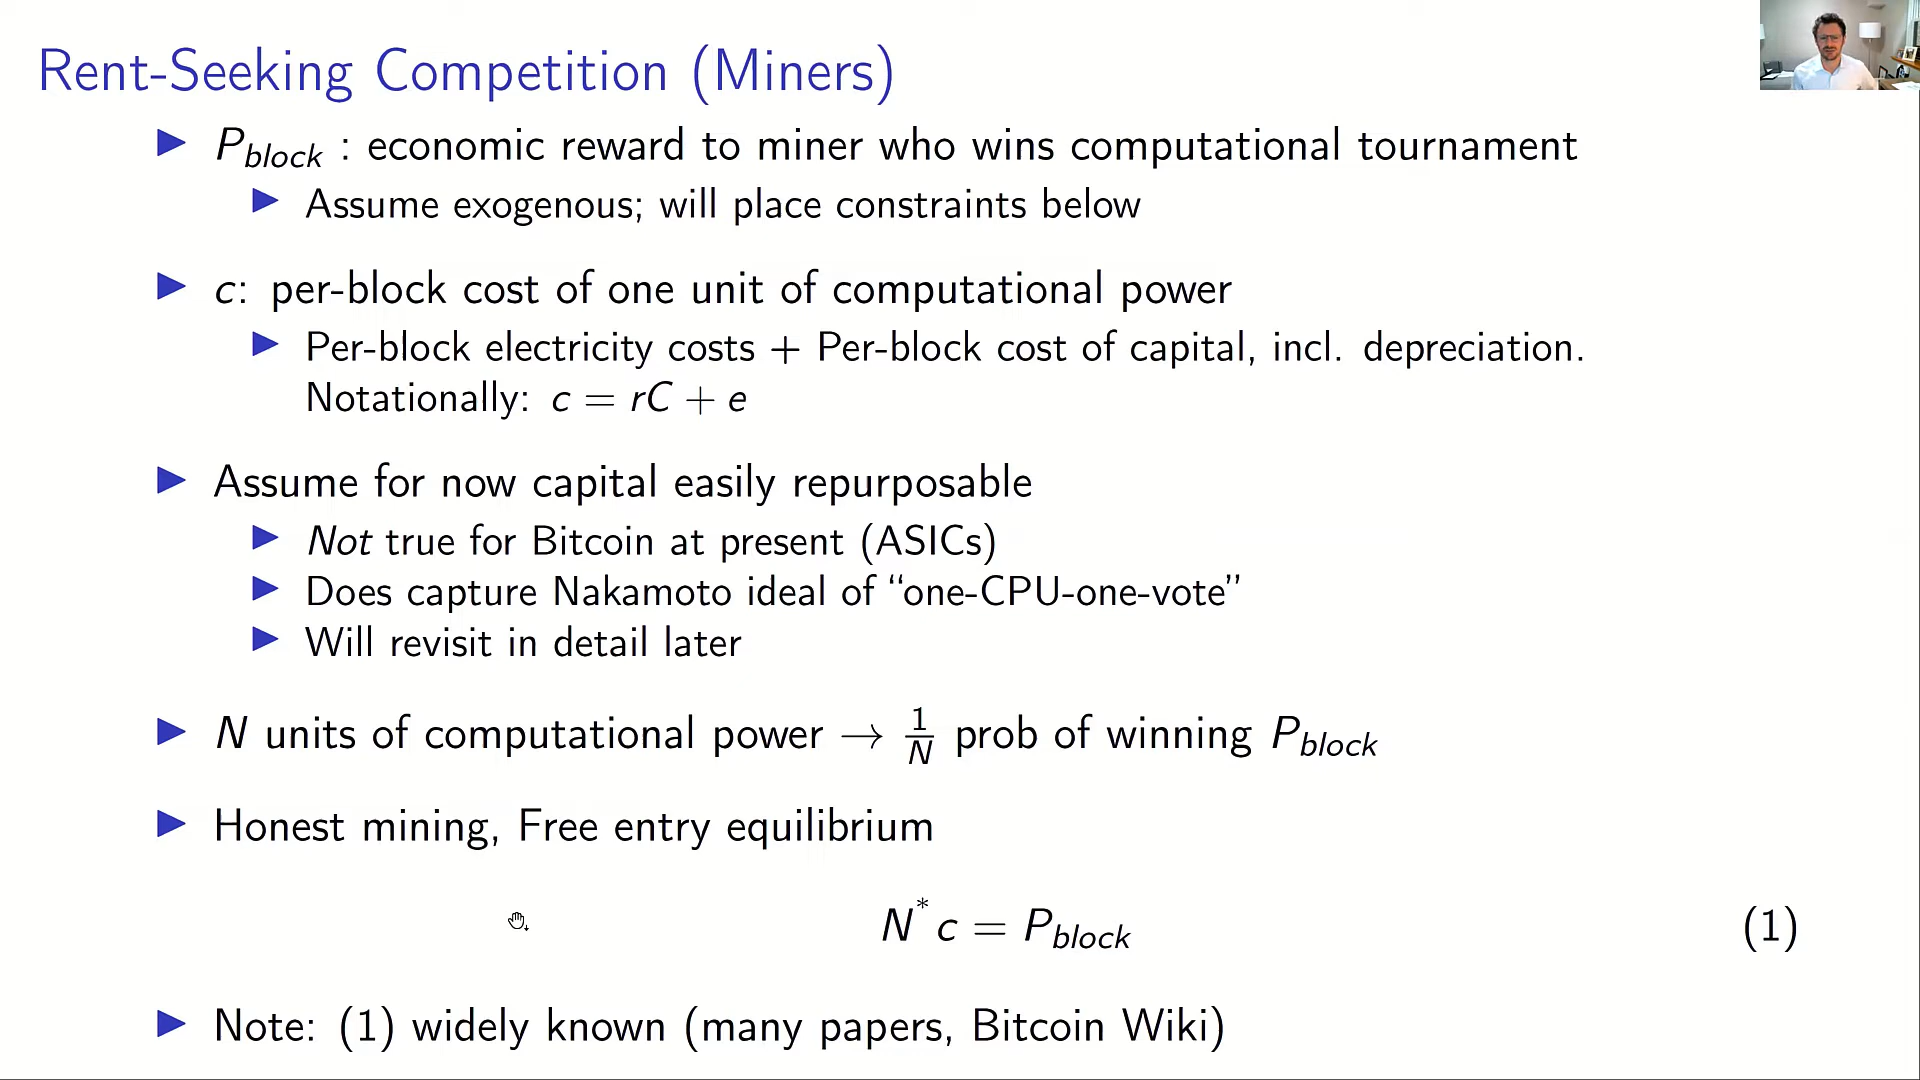 Rent-Seeking Competition (Miners)
▶ P_block : economic reward to miner who wins computational tournament
▶ Assume exogenous; will place constraints below
▶ c: per-block cost of one unit of computational power
▶ Per-block electricity costs + Per-block cost of capital, incl. depreciation.
Notationally: c = rC + e
▶ Assume for now capital easily repurposable
▶ Not true for Bitcoin at present (ASICs)
▶ Does capture Nakamoto ideal of “one-CPU-one-vote”
▶ Will revisit in detail later
▶ N units of computational power → 1/N prob of winning P_block
▶ Honest mining, Free entry equilibrium
N* c = P_block (1)
▶ Note: (1) widely known (many papers, Bitcoin Wiki)